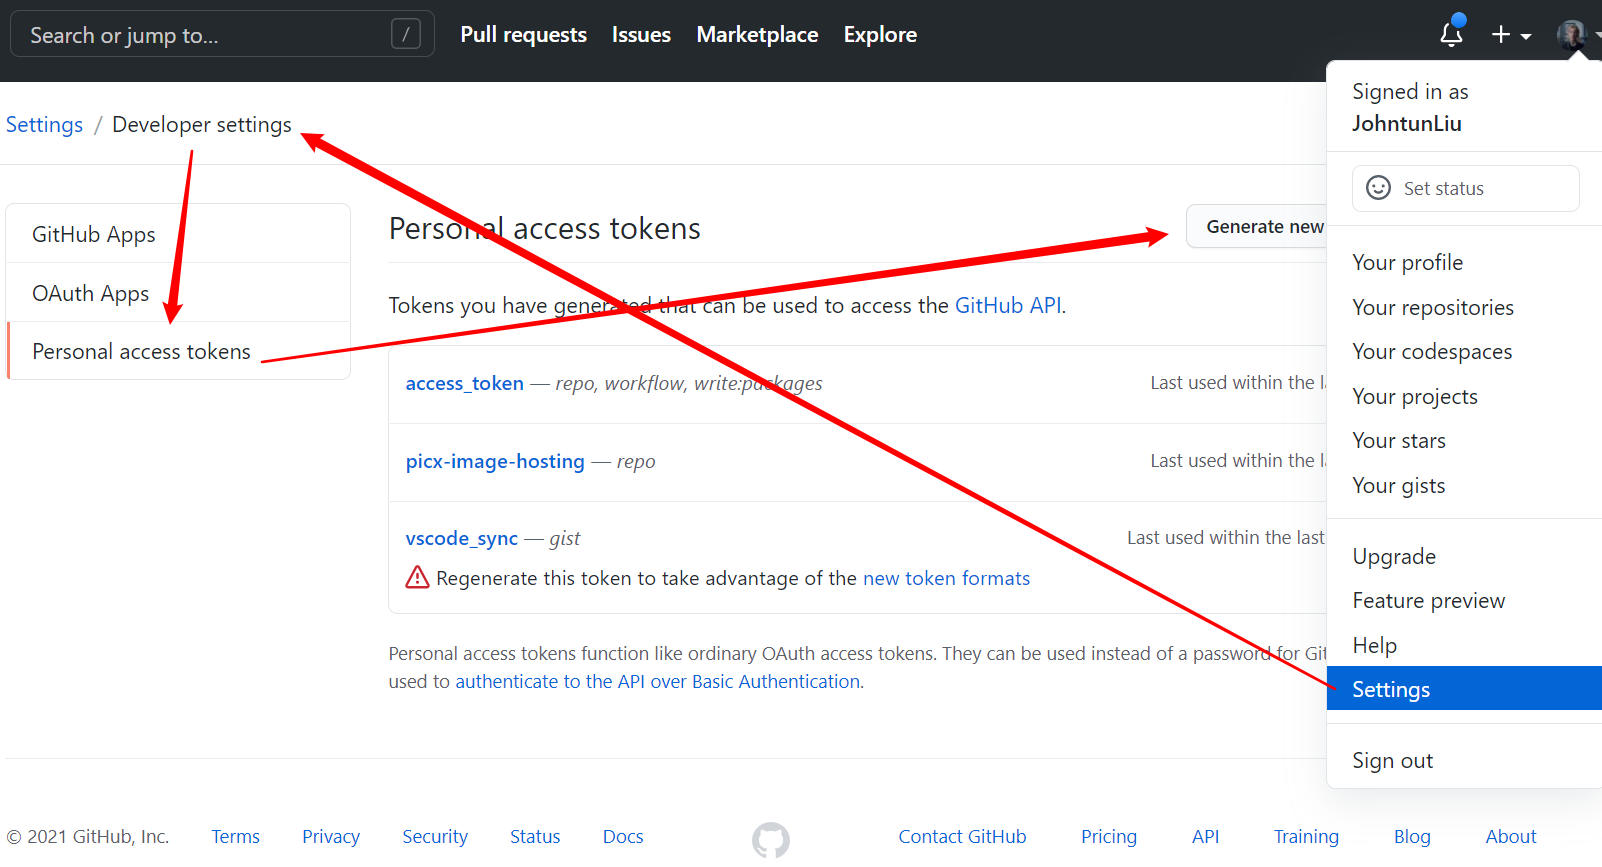 Search or jump to...
/
Pull requests Issues Marketplace Explore
Settings / Developer settings
GitHub Apps
OAuth Apps
Personal access tokens
Personal access tokens
Generate new
Tokens you have generated that can be used to access the GitHub API.
access_token — repo, workflow, write:packages
Last used within the
picx-image-hosting — repo
Last used within the
vscode_sync — gist
Last used within the last
Regenerate this token to take advantage of the new token formats
Personal access tokens function like ordinary OAuth access tokens. They can be used instead of a password for
used to authenticate to the API over Basic Authentication.
Signed in as
JohntunLiu
Set status
Your profile
Your repositories
Your codespaces
Your projects
Your stars
Your gists
Upgrade
Feature preview
Help
Settings
Sign out
© 2021 GitHub, Inc. Terms Privacy Security Status Docs Contact GitHub Pricing API Training Blog About